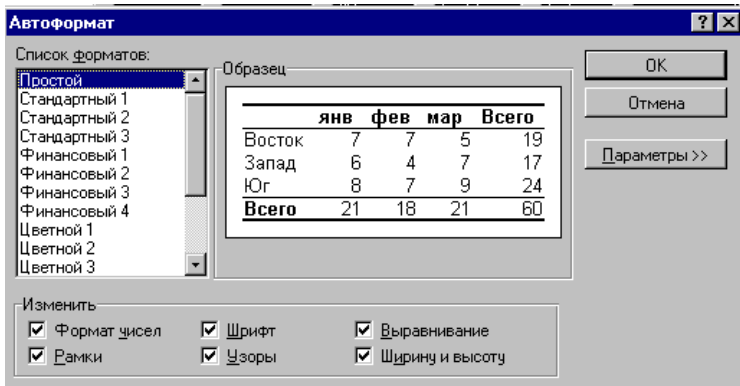 Автоформат
Список форматов:
Простой
Стандартный 1
Стандартный 2
Стандартный 3
Финансовый 1
Финансовый 2
Финансовый 3
Финансовый 4
Цветной 1
Цветной 2
Цветной 3
Образец
янв фев мар Всего
Восток 7 7 5 19
Запад 6 4 7 17
Юг 8 7 9 24
Всего 21 18 21 60
OK
Отмена
Параметры >>
Изменить
Формат чисел Шрифт Выравнивание
Рамки Узоры Ширину и высоту